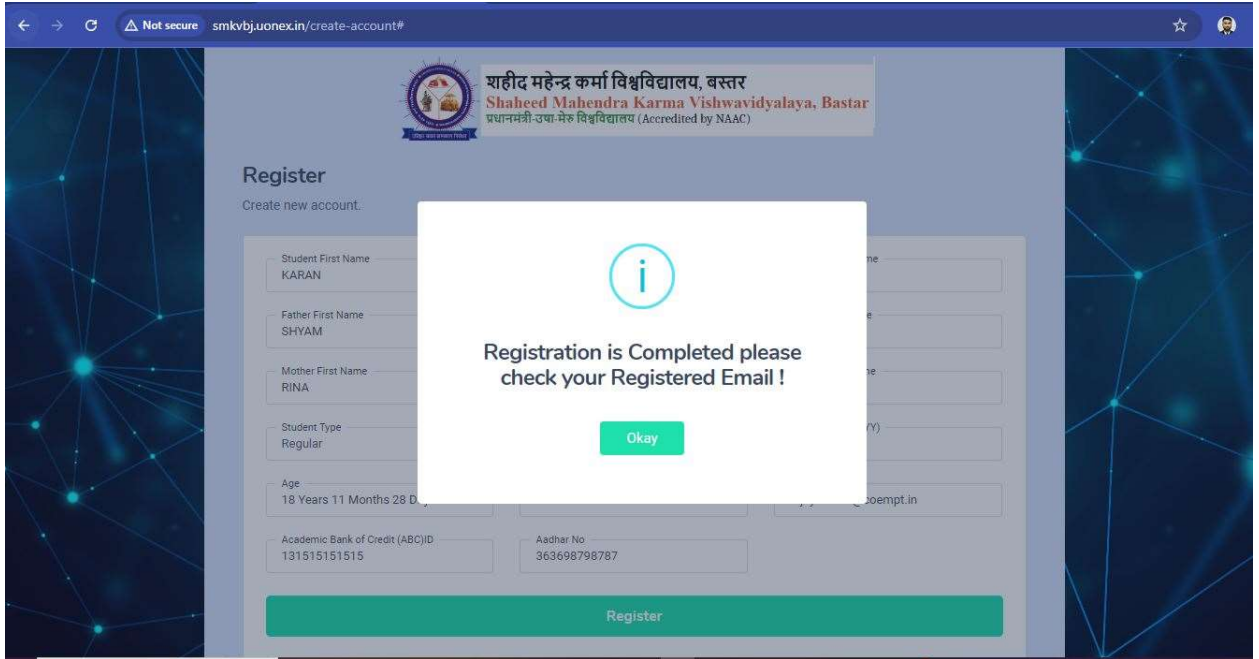 Not secure smkvbj.uonex.in/create-account#
शहीद महेन्द्र कर्मा विश्वविद्यालय, बस्तर
Shaheed Mahendra Karma Vishwavidyalaya, Bastar
प्रधानमंत्री-उषा-मेरु विश्वविद्यालय (Accredited by NAAC)
Register
Create new account.
Student First Name
KARAN
Father First Name
SHYAM
Mother First Name
RINA
Student Type
Regular
Age
18 Years 11 Months 28
Registration is Completed please
check your Registered Email !
Okay
coempt.in
Academic Bank of Credit (ABC)ID
131515151515
Aadhar No
363698798787
Register